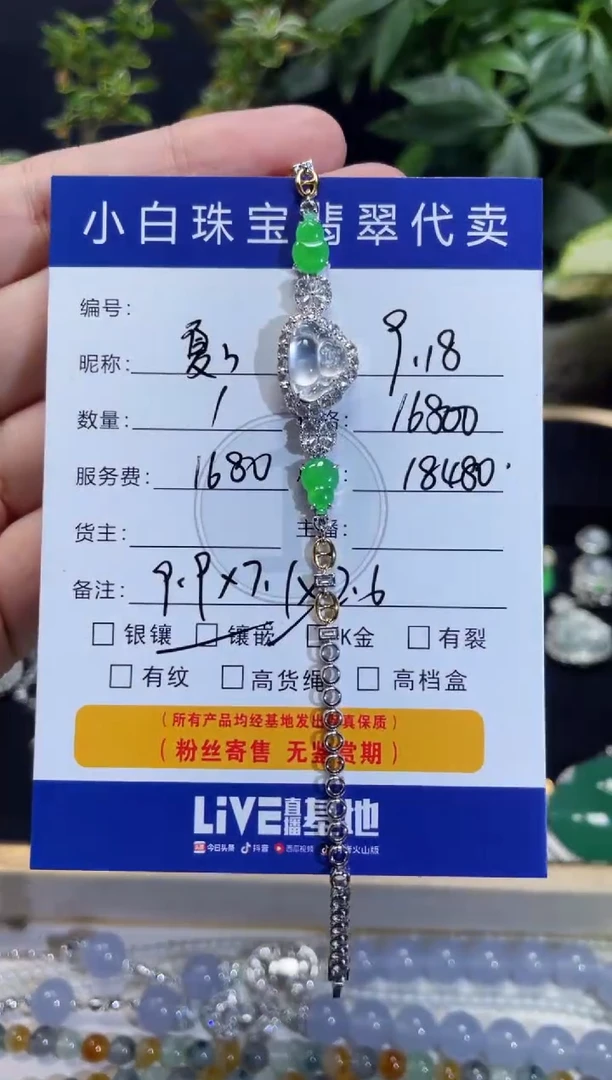 小白珠宝翡翠代卖
编号:
昵称: 夏 9.18
数量: 1 格: 16800
服务费: 1680 18480.
货主: 主播:
备注: 9.9×7.1×2.6
□银镶 □镶嵌 □K金 □有裂
□有纹 □高货绳 □高档盒
(所有产品均经基地发出 真保质)
(粉丝寄售 无鉴赏期)
LiVE直播基地
今日头条 抖音 西瓜视频 火山版